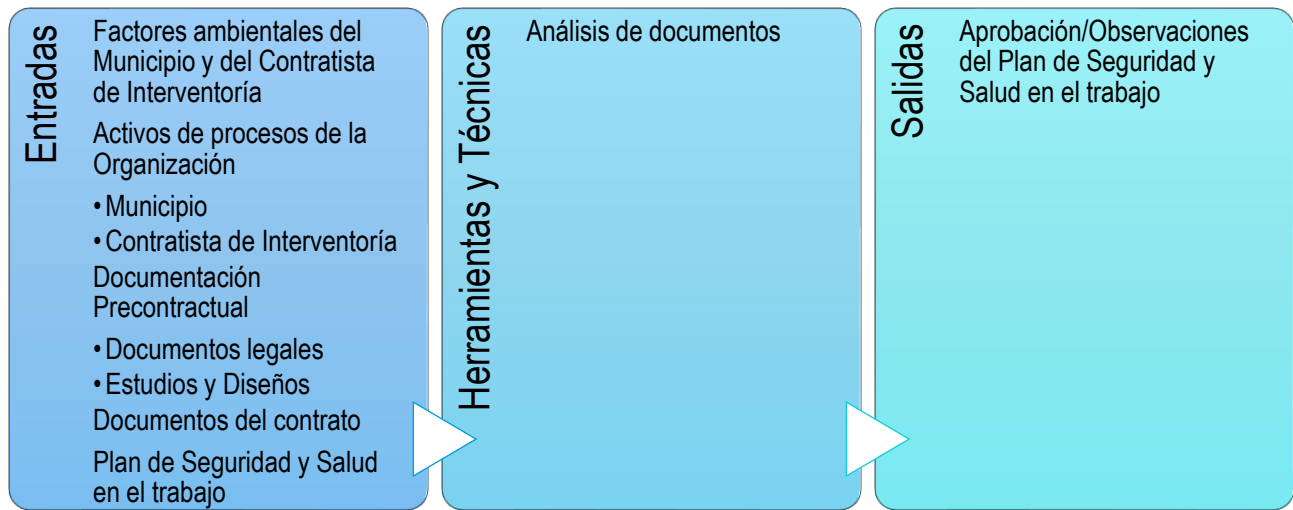 Entradas
Factores ambientales del
Municipio y del Contratista
de Interventoría
Activos de procesos de la
Organización
• Municipio
• Contratista de Interventoría
Documentación
Precontractual
• Documentos legales
• Estudios y Diseños
Documentos del contrato
Plan de Seguridad y Salud
en el trabajo
Herramientas y Técnicas
Análisis de documentos
Salidas
Aprobación/Observaciones
del Plan de Seguridad y
Salud en el trabajo